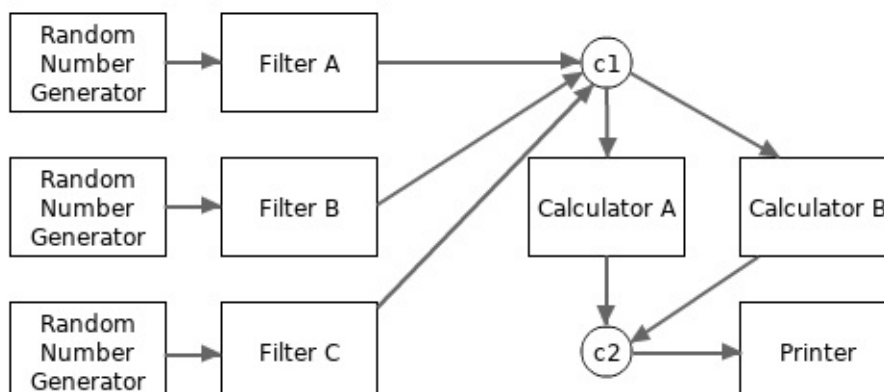 Random
Number
Generator
Filter A
c1
Random
Number
Generator
Filter B
Calculator A
Calculator B
Random
Number
Generator
Filter C
c2
Printer